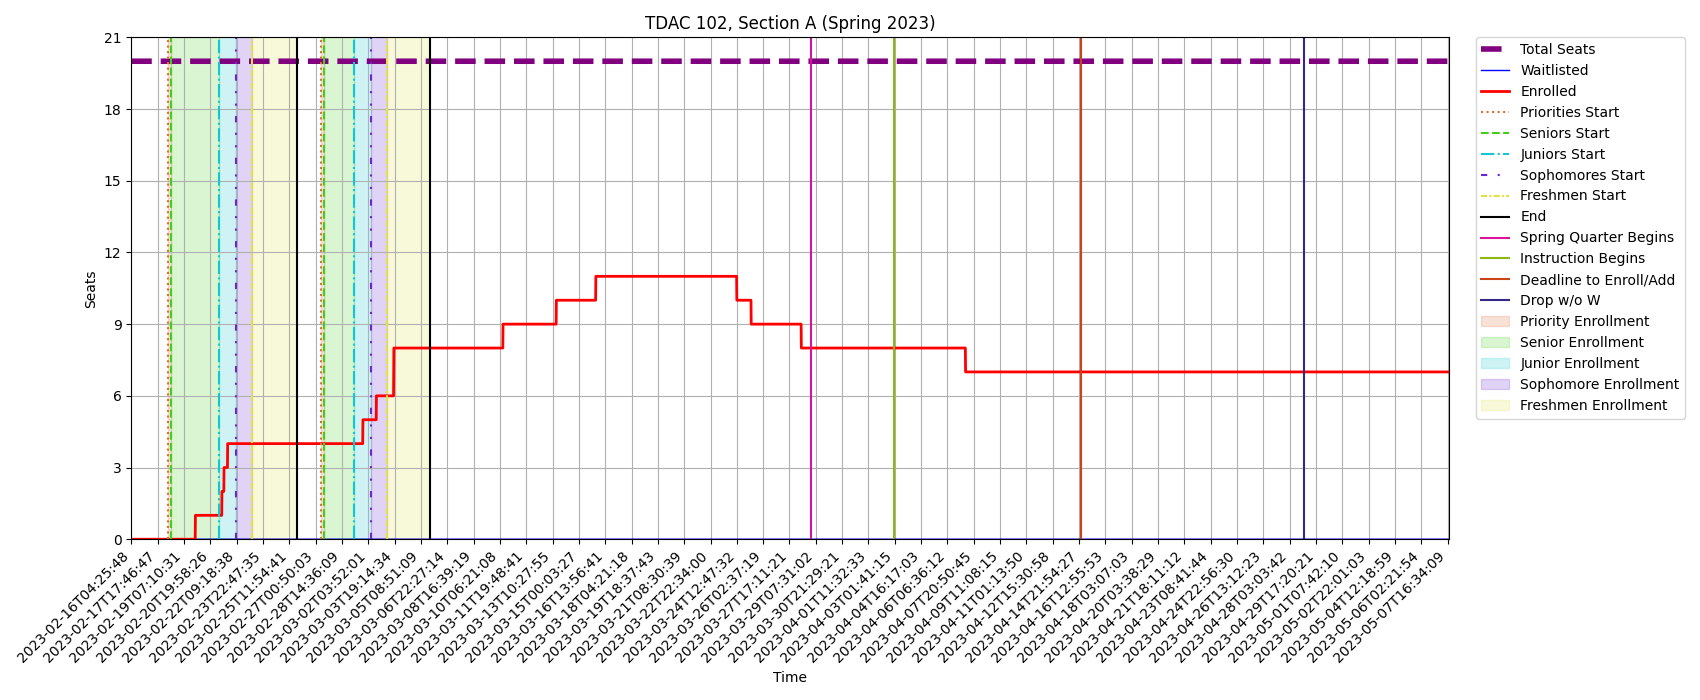 TDAC 102, Section A (Spring 2023)
21
18
15
12
9
6
3
0
Seats
2023-02-16T04:25:48
2023-02-17T17:46:47
2023-02-19T07:10:31
2023-02-20T19:58:26
2023-02-22T09:18:38
2023-02-23T22:47:35
2023-02-25T11:54:41
2023-02-27T00:50:03
2023-02-28T14:36:09
2023-03-02T03:52:01
2023-03-03T19:14:34
2023-03-05T08:51:09
2023-03-06T22:27:14
2023-03-08T16:39:19
2023-03-10T06:21:08
2023-03-11T19:48:41
2023-03-13T10:27:55
2023-03-15T00:03:27
2023-03-16T13:56:41
2023-03-18T04:21:18
2023-03-19T18:37:43
2023-03-21T08:30:39
2023-03-22T22:34:00
2023-03-24T12:47:32
2023-03-26T02:37:19
2023-03-27T17:11:21
2023-03-29T07:31:02
2023-03-30T21:29:21
2023-04-01T11:32:33
2023-04-03T01:41:15
2023-04-04T16:17:03
2023-04-06T06:36:12
2023-04-07T20:50:45
2023-04-09T11:08:15
2023-04-11T01:13:50
2023-04-12T15:30:58
2023-04-14T21:54:27
2023-04-16T12:55:53
2023-04-18T03:07:03
2023-04-20T03:38:29
2023-04-21T18:11:12
2023-04-23T08:41:44
2023-04-24T22:56:30
2023-04-26T13:12:23
2023-04-28T03:03:42
2023-04-29T17:20:21
2023-05-01T07:42:10
2023-05-02T22:01:03
2023-05-04T12:18:59
2023-05-06T02:21:54
2023-05-07T16:34:09
Time
Total Seats
Waitlisted
Enrolled
Priorities Start
Seniors Start
Juniors Start
Sophomores Start
Freshmen Start
End
Spring Quarter Begins
Instruction Begins
Deadline to Enroll/Add
Drop w/o W
Priority Enrollment
Senior Enrollment
Junior Enrollment
Sophomore Enrollment
Freshmen Enrollment